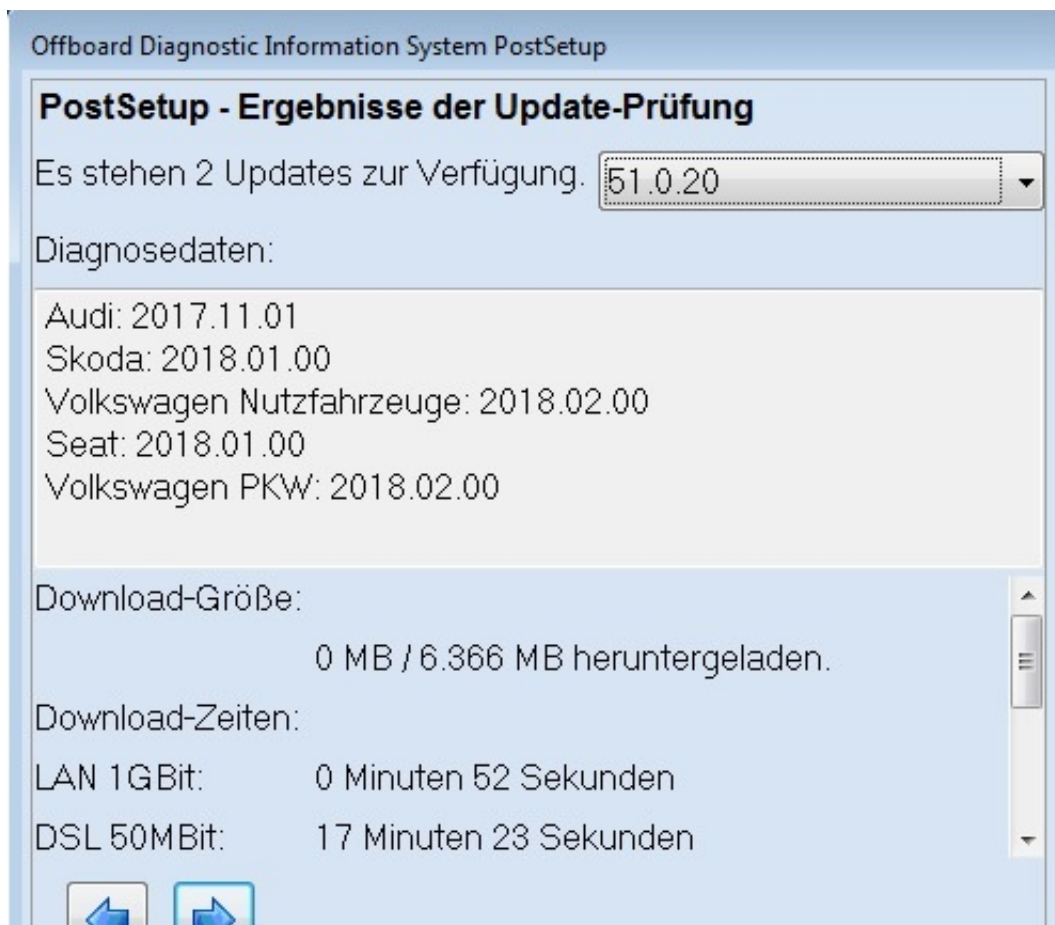 Offboard Diagnostic Information System PostSetup
PostSetup - Ergebnisse der Update-Prüfung
Es stehen 2 Updates zur Verfügung. 51.0.20
Diagnosedaten:
Audi: 2017.11.01
Skoda: 2018.01.00
Volkswagen Nutzfahrzeuge: 2018.02.00
Seat: 2018.01.00
Volkswagen PKW: 2018.02.00
Download-Größe:
0 MB / 6.366 MB heruntergeladen.
Download-Zeiten:
LAN 1GBit: 0 Minuten 52 Sekunden
DSL 50MBit: 17 Minuten 23 Sekunden